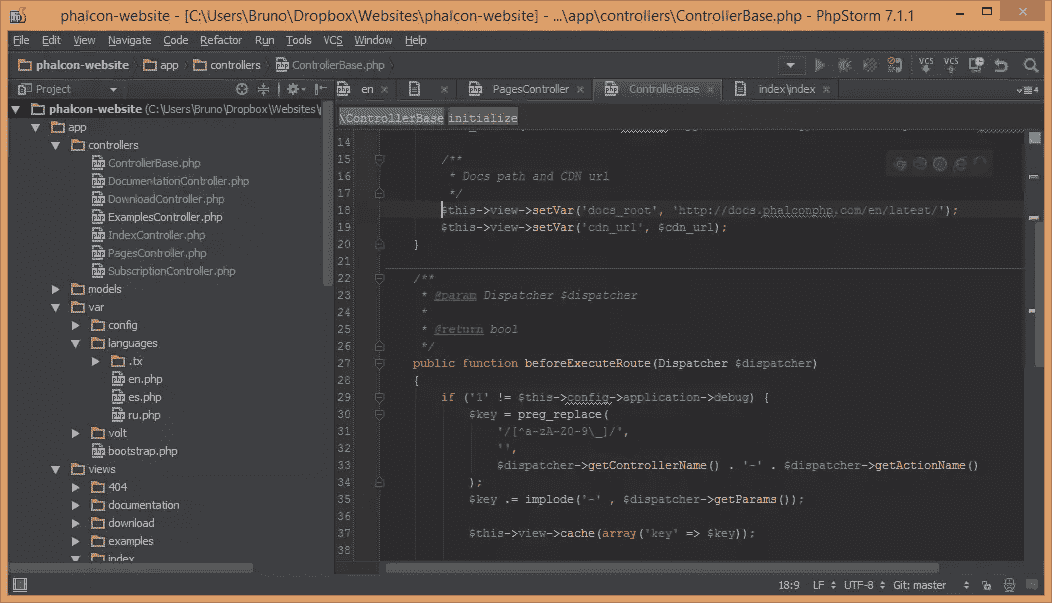 phalcon-website - [C:\Users\Bruno\Dropbox\Websites\phalcon-website] - ...\app\controllers\ControllerBase.php - PhpStorm 7.1.1
File Edit View Navigate Code Refactor Run Tools VCS Window Help
phalcon-website app controllers ControllerBase.php VCS VCS
Project en PagesController ControllerBase index\index
phalcon-website (C:\Users\Bruno\Dropbox\Websites\
\ControllerBase initialize
app
controllers
ControllerBase.php
DocumentationController.php
DownloadController.php
ExamplesController.php
IndexController.php
PagesController.php
SubscriptionController.php
models
var
config
languages
.tx
en.php
es.php
ru.php
volt
bootstrap.php
views
404
documentation
download
examples
index
14
15 /**
16 * Docs path and CDN url
17 */
18 $this->view->setVar('docs_root', 'http://docs.phalconphp.com/en/latest/');
19 $this->view->setVar('cdn_url', $cdn_url);
20 }
21
22 /**
23 * @param Dispatcher $dispatcher
24 *
25 * @return bool
26 */
27 public function beforeExecuteRoute(Dispatcher $dispatcher)
28 {
29 if ('1' != $this->config->application->debug) {
30 $key = preg_replace(
31 '/[^a-zA-Z0-9\_]/',
32 '',
33 $dispatcher->getControllerName() . '-' . $dispatcher->getActionName()
34 );
35 $key .= implode('-' , $dispatcher->getParams());
36
37 $this->view->cache(array('key' => $key));
38
18:9 LF UTF-8 Git: master